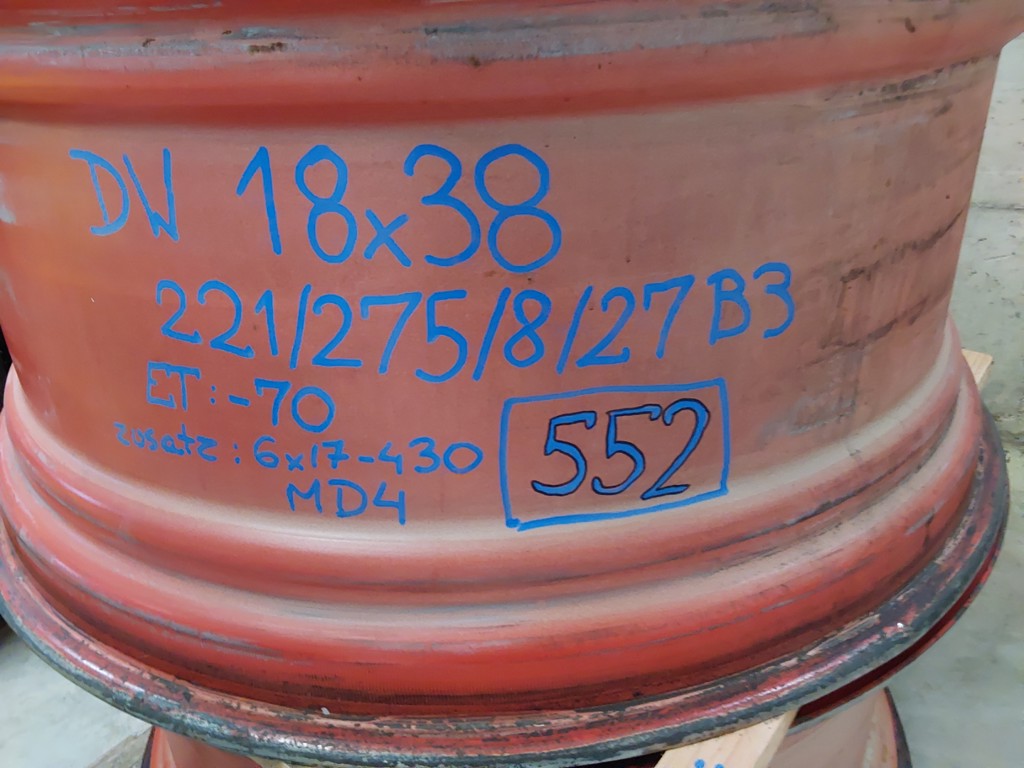 DW 18x38
221/275/8/27 B3
ET:-70
zusatz: 6x17-430
MD4
552